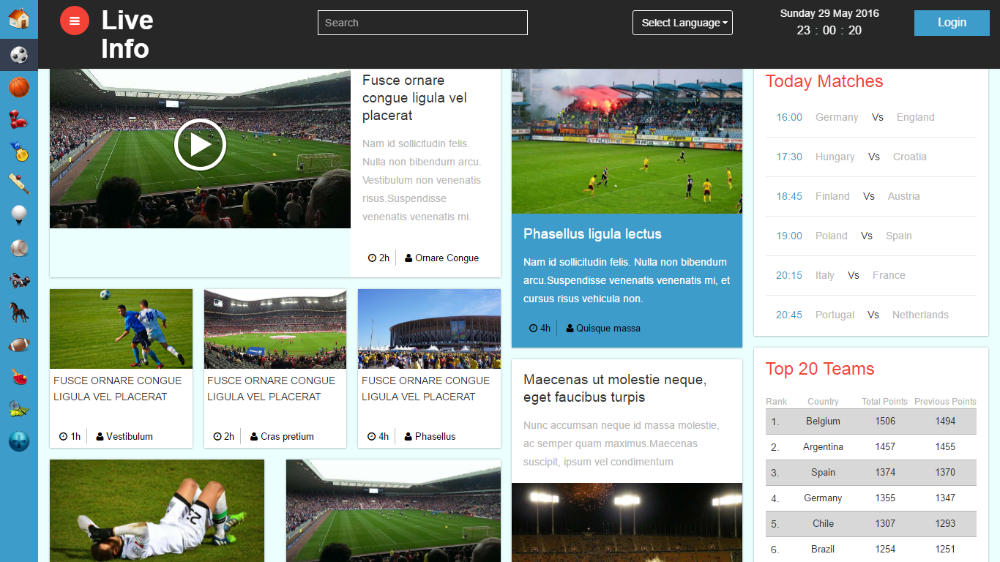 Live
Info
Search
Select Language
Sunday 29 May 2016
23 : 00 : 20
Login
Fusce ornare
congue ligula vel
placerat
Nam id sollicitudin felis.
Nulla non bibendum arcu.
Vestibulum non venenatis
risus.Suspendisse
venenatis venenatis mi.
2h Ornare Congue
FUSCE ORNARE CONGUE
LIGULA VEL PLACERAT
1h Vestibulum
FUSCE ORNARE CONGUE
LIGULA VEL PLACERAT
2h Cras pretium
FUSCE ORNARE CONGUE
LIGULA VEL PLACERAT
4h Phasellus
23
Phasellus ligula lectus
Nam id sollicitudin felis. Nulla non bibendum
arcu.Suspendisse venenatis venenatis mi, et
cursus risus vehicula non.
4h Quisque massa
Maecenas ut molestie neque,
eget faucibus turpis
Nunc accumsan neque id massa molestie,
ac semper quam maximus.Maecenas
suscipit, ipsum vel condimentum
Today Matches
16:00 Germany Vs England
17:30 Hungary Vs Croatia
18:45 Finland Vs Austria
19:00 Poland Vs Spain
20:15 Italy Vs France
20:45 Portugal Vs Netherlands
Top 20 Teams
Rank Country Total Points Previous Points
1. Belgium 1506 1494
2. Argentina 1457 1455
3. Spain 1374 1370
4. Germany 1355 1347
5. Chile 1307 1293
6. Brazil 1254 1251